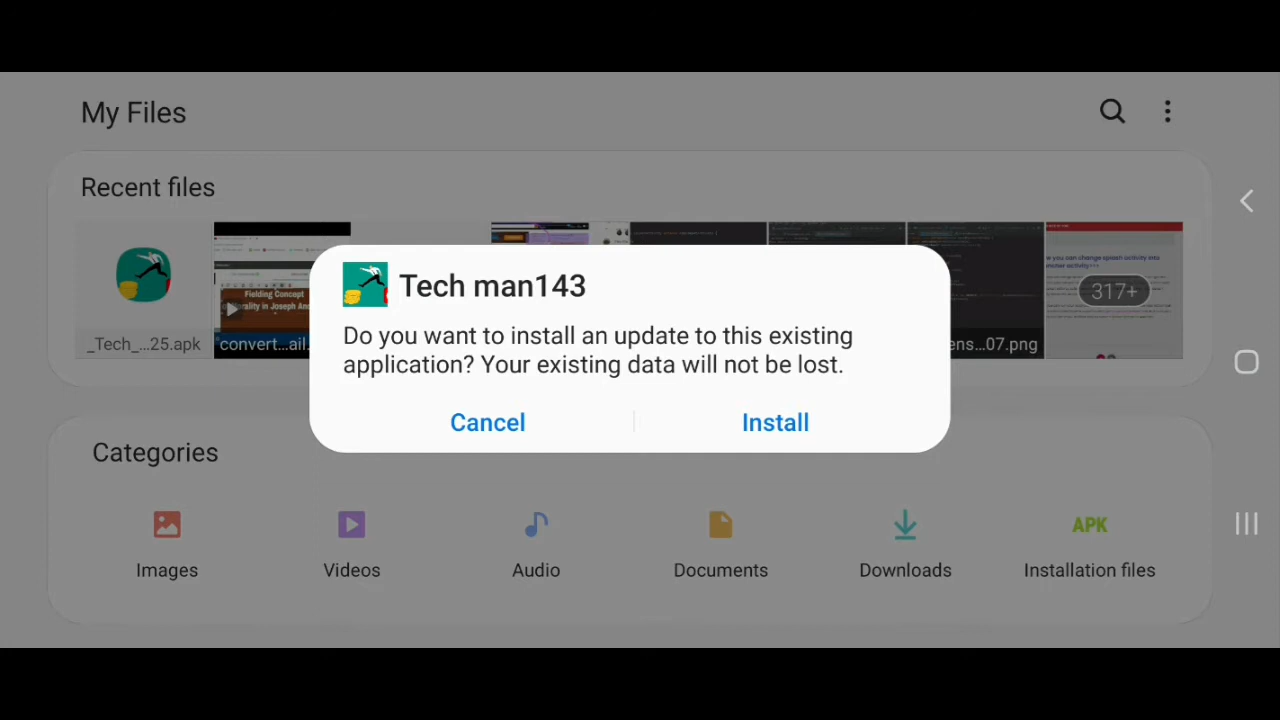 My Files
Recent files
Tech man143
Do you want to install an update to this existing
application? Your existing data will not be lost.
Cancel
Install
_Tech_...25.apk
convert...ail.
ens...07.png
317+
Fielding Concept
Categories
Images
Videos
Audio
Documents
Downloads
APK
Installation files